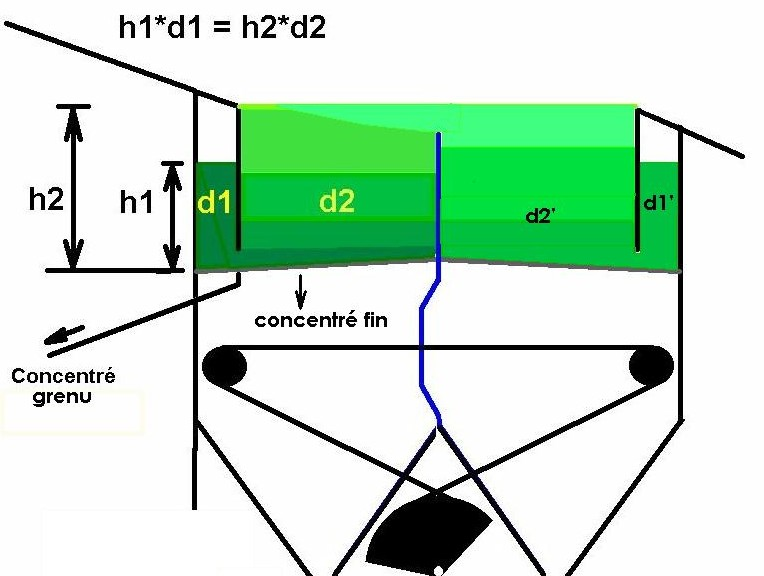 h1*d1 = h2*d2
h2
h1
d1
d2
d2'
d1'
concentré fin
Concentré
grenu